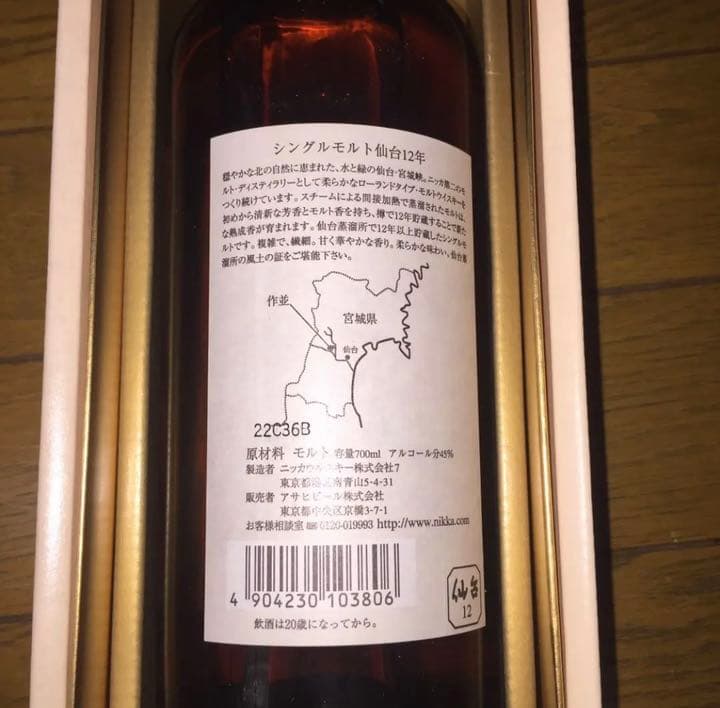 シングルモルト仙台12年
穏やかな北の自然に恵まれた、水と緑の仙台・宮城峡。ニッカ第二のモ
ルト・ディスティラリーとして柔らかなローランドタイプ・モルトウイスキーを
つくり続けています。スチームによる間接加熱で蒸溜されたモルトは、
初めから清新な芳香とモルト香を持ち、樽で12年貯蔵することで新た
な熟成香が育まれます。仙台蒸溜所で12年以上貯蔵したシングルモ
ルトです。複雑で、繊細。甘く華やかな香り。柔らかな味わい。仙台蒸
溜所の風土の証をご堪能下さい。
作並
宮城県
仙台
22C36B
原材料 モルト 容量700ml アルコール分45%
製造者 ニッカウヰスキー株式会社7
東京都港区南青山5-4-31
販売者 アサヒビール株式会社
東京都中央区京橋3-7-1
お客様相談室 0120-019993 http://www.nikka.com
4 904230 103806
仙台
12
飲酒は20歳になってから。